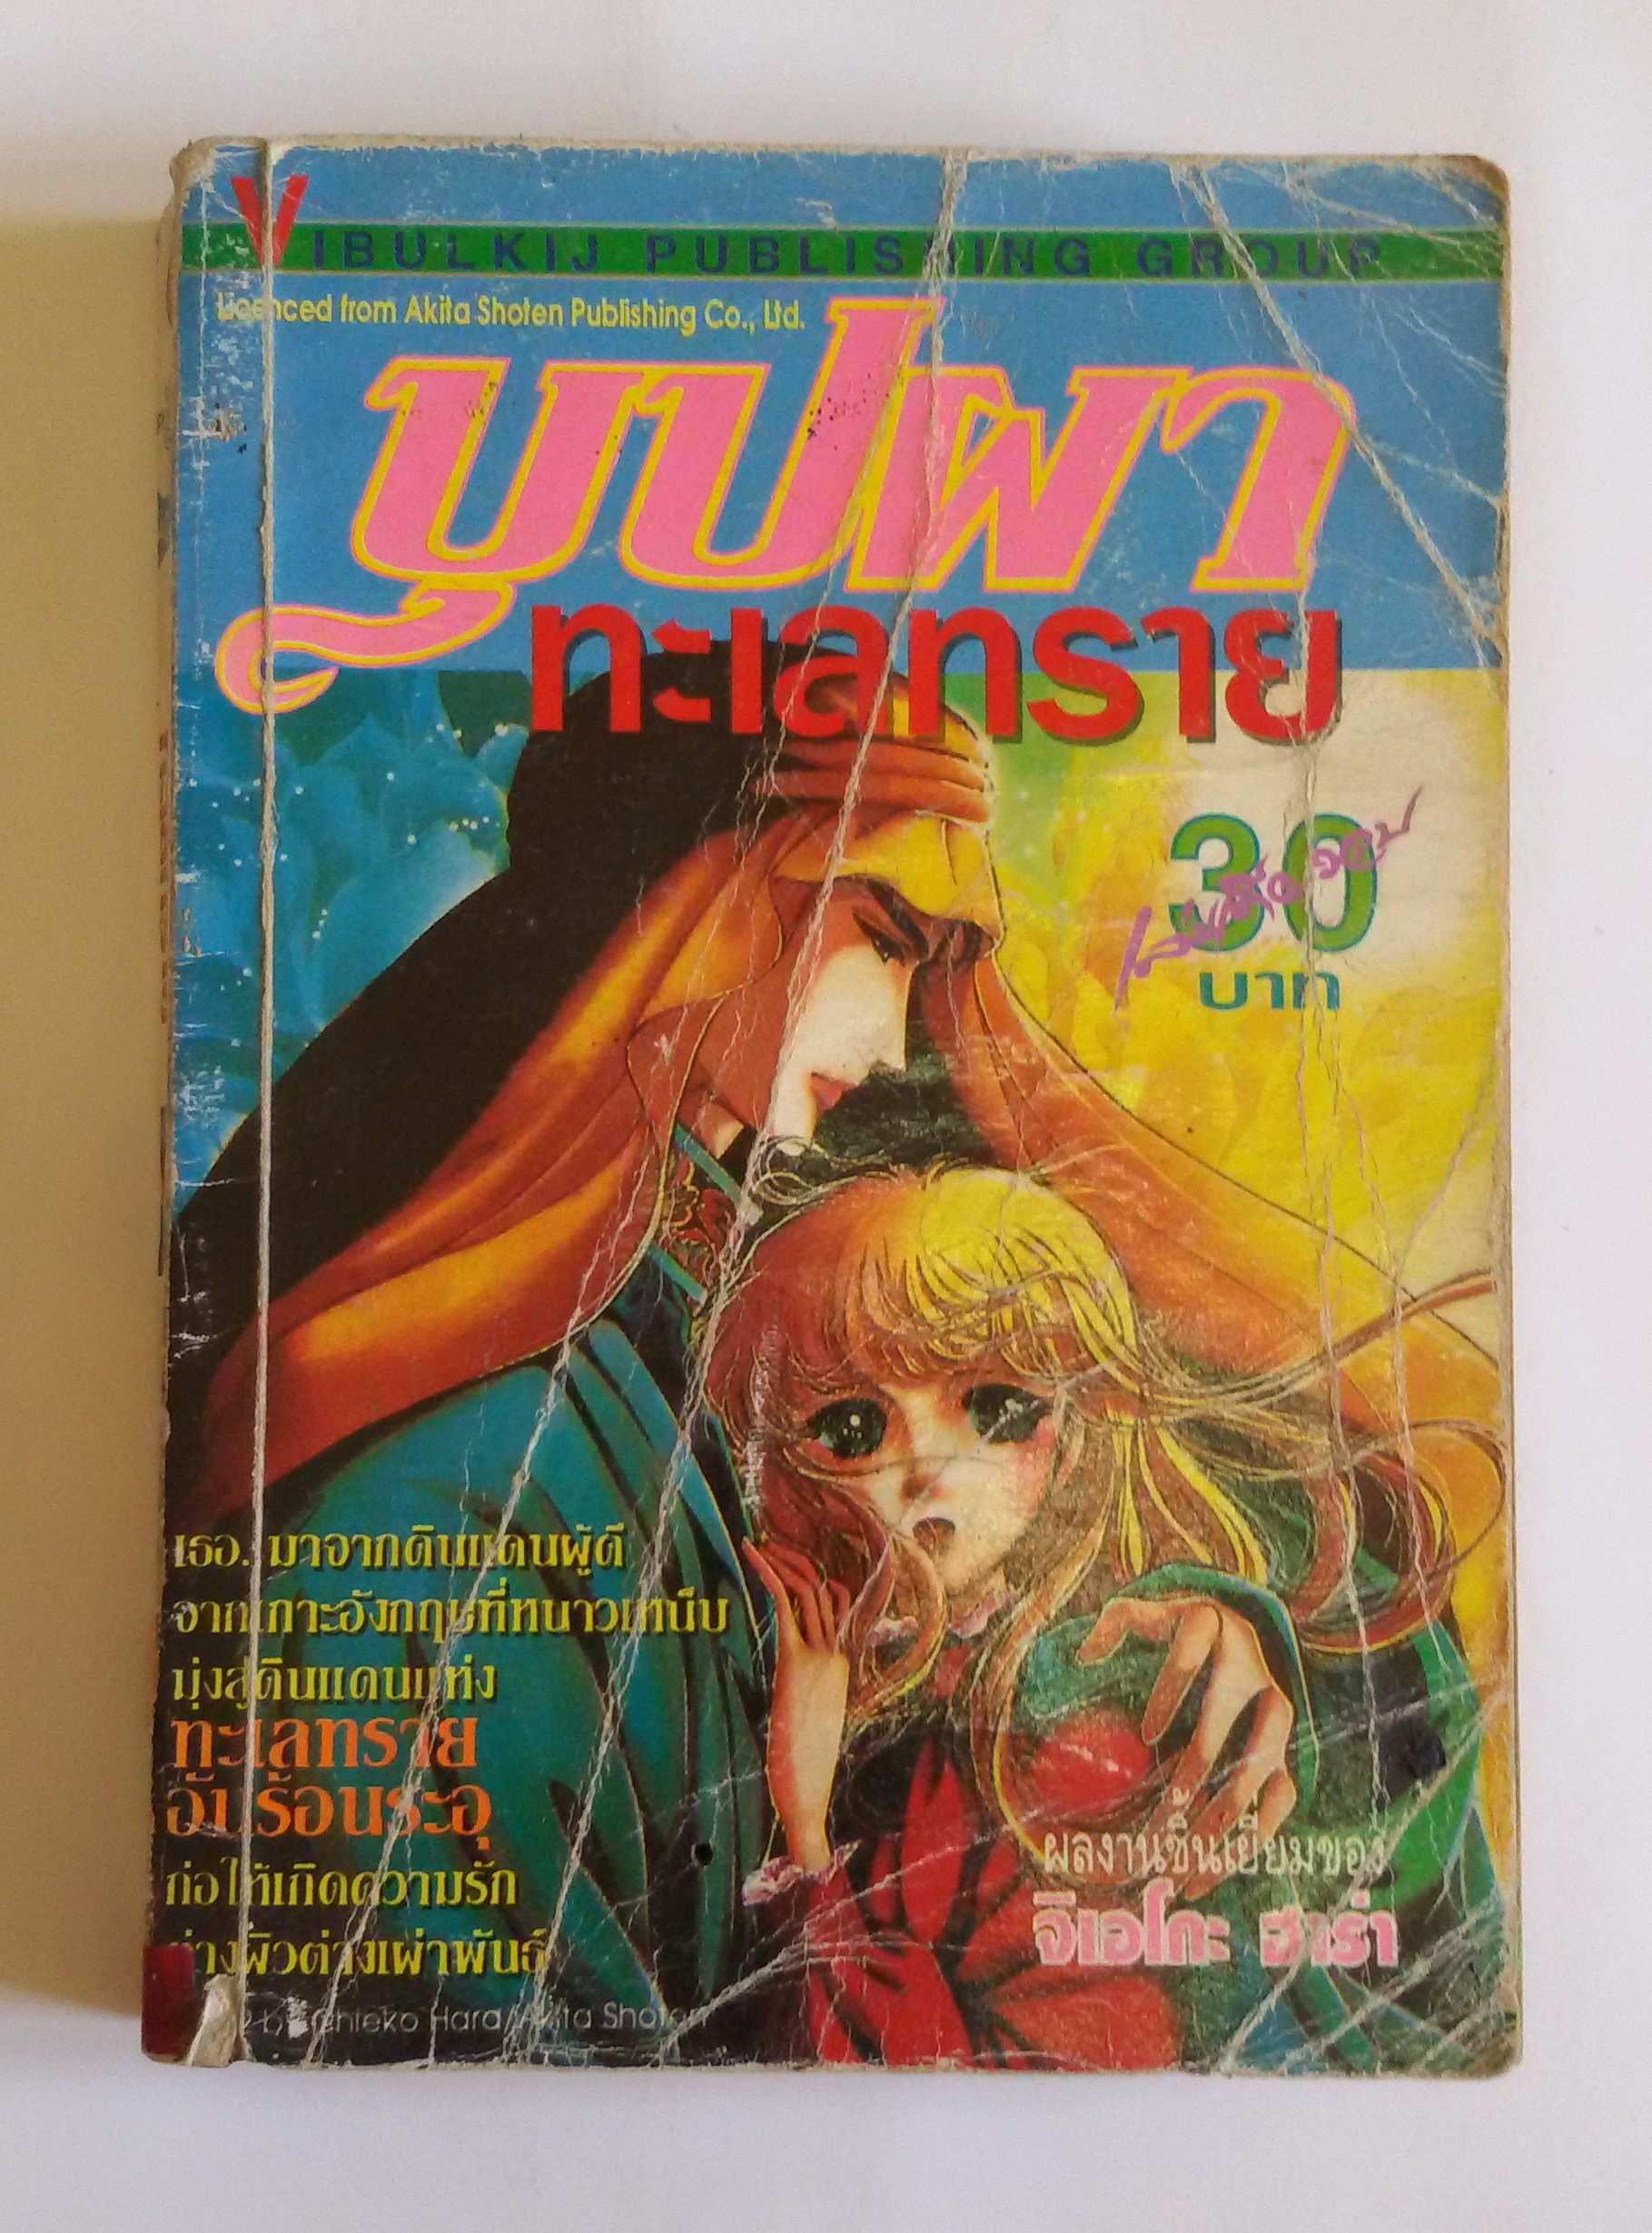 VIBULKIJ PUBLISHING GROUP
Licenced from Akita Shoten Publishing Co., Ltd.
บุปผา
ทะเลทราย
30
บาท
เธอ. มาจากดินแดนผู้ดี
จากเกาะอังกฤษที่หนาวเหน็บ
มุ่งสู่ดินแดนแห่ง
ทะเลทราย
อันร้อนระอุ
ก่อให้เกิดความรัก
ต่างผิวต่างเผ่าพันธุ์
ผลงานชิ้นเยี่ยมของ
จิเอโกะ ฮาร่า
by Chieko Hara/Akita Shoten